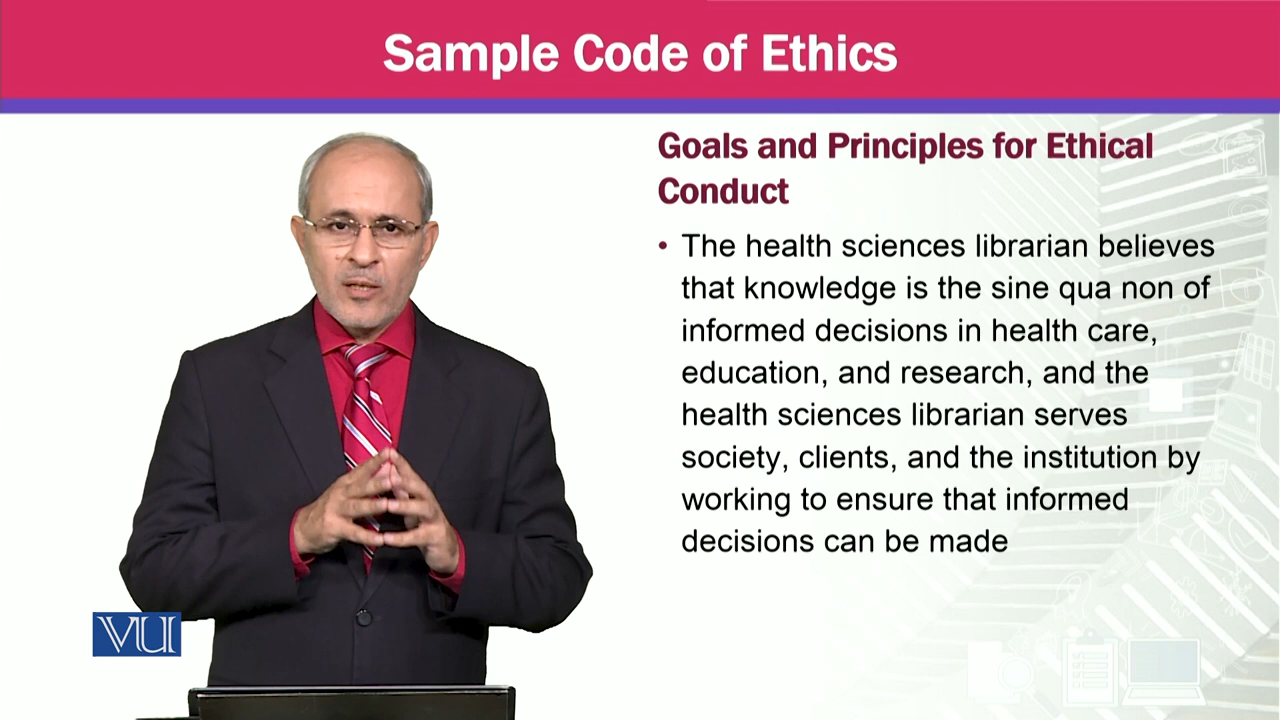 Sample Code of Ethics
Goals and Principles for Ethical
Conduct
• The health sciences librarian believes
that knowledge is the sine qua non of
informed decisions in health care,
education, and research, and the
health sciences librarian serves
society, clients, and the institution by
working to ensure that informed
decisions can be made
VU